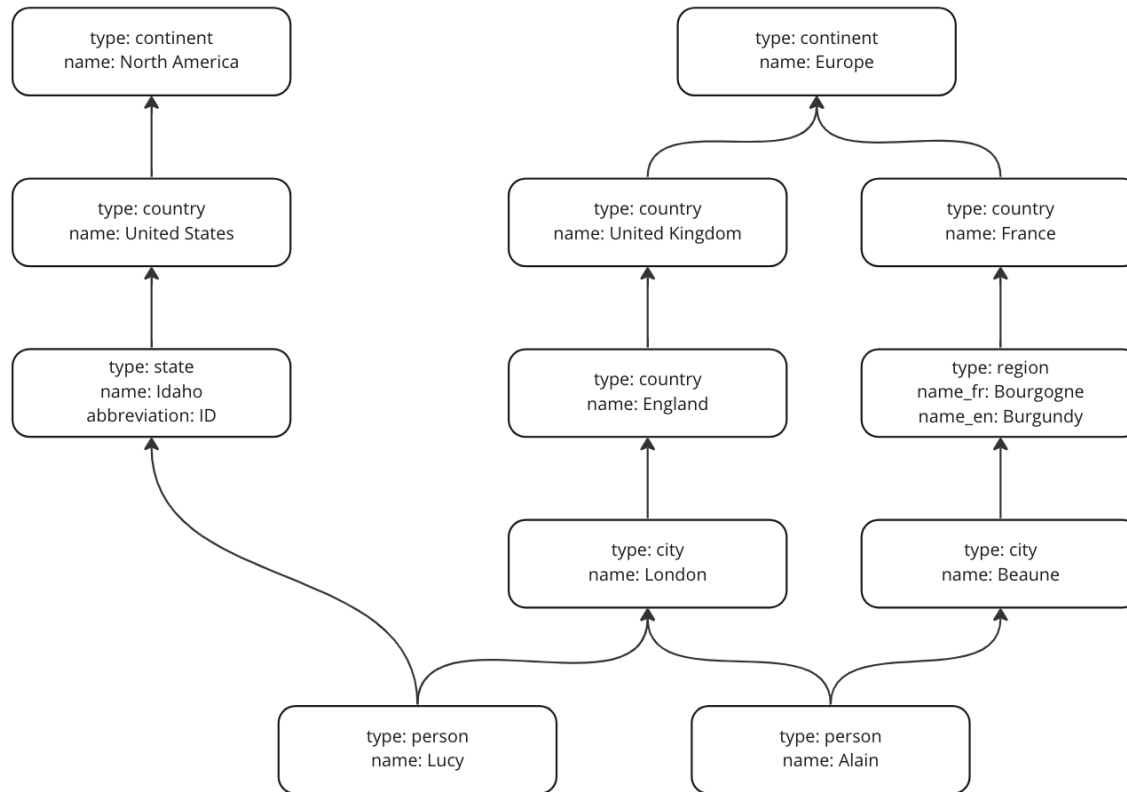 type: continent
name: North America
type: continent
name: Europe
type: country
name: United States
type: country
name: United Kingdom
type: country
name: France
type: state
name: Idaho
abbreviation: ID
type: country
name: England
type: region
name_fr: Bourgogne
name_en: Burgundy
type: city
name: London
type: city
name: Beaune
type: person
name: Lucy
type: person
name: Alain